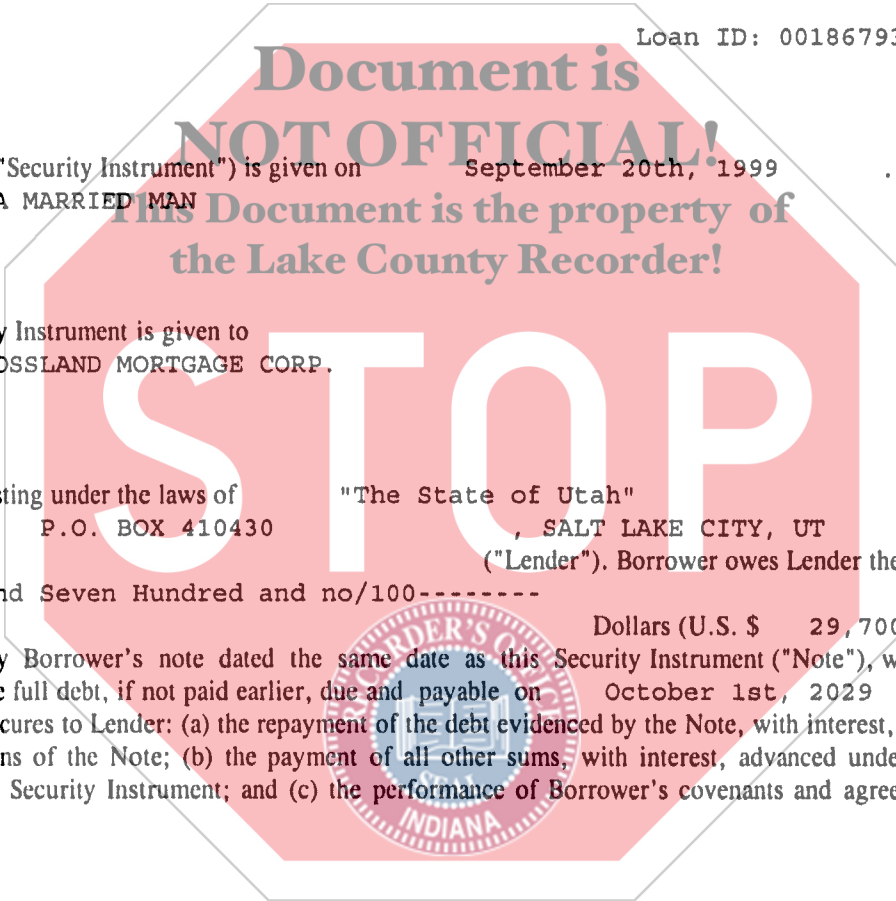 Loan ID: 00186793
Document is
NOT OFFICIAL!
"Security Instrument") is given on September 20th, 1999 .
A MARRIED MAN
This Document is the property of
the Lake County Recorder!
y Instrument is given to
OSSLAND MORTGAGE CORP.
STOP
sting under the laws of "The State of Utah"
P.O. BOX 410430 , SALT LAKE CITY, UT
("Lender"). Borrower owes Lender the
nd Seven Hundred and no/100--------
Dollars (U.S. $ 29,700
y Borrower's note dated the same date as this Security Instrument ("Note"), w
e full debt, if not paid earlier, due and payable on October 1st, 2029
cures to Lender: (a) the repayment of the debt evidenced by the Note, with interest,
ns of the Note; (b) the payment of all other sums, with interest, advanced unde
Security Instrument; and (c) the performance of Borrower's covenants and agree
RECORDER'S OFFICE
SEAL
INDIANA